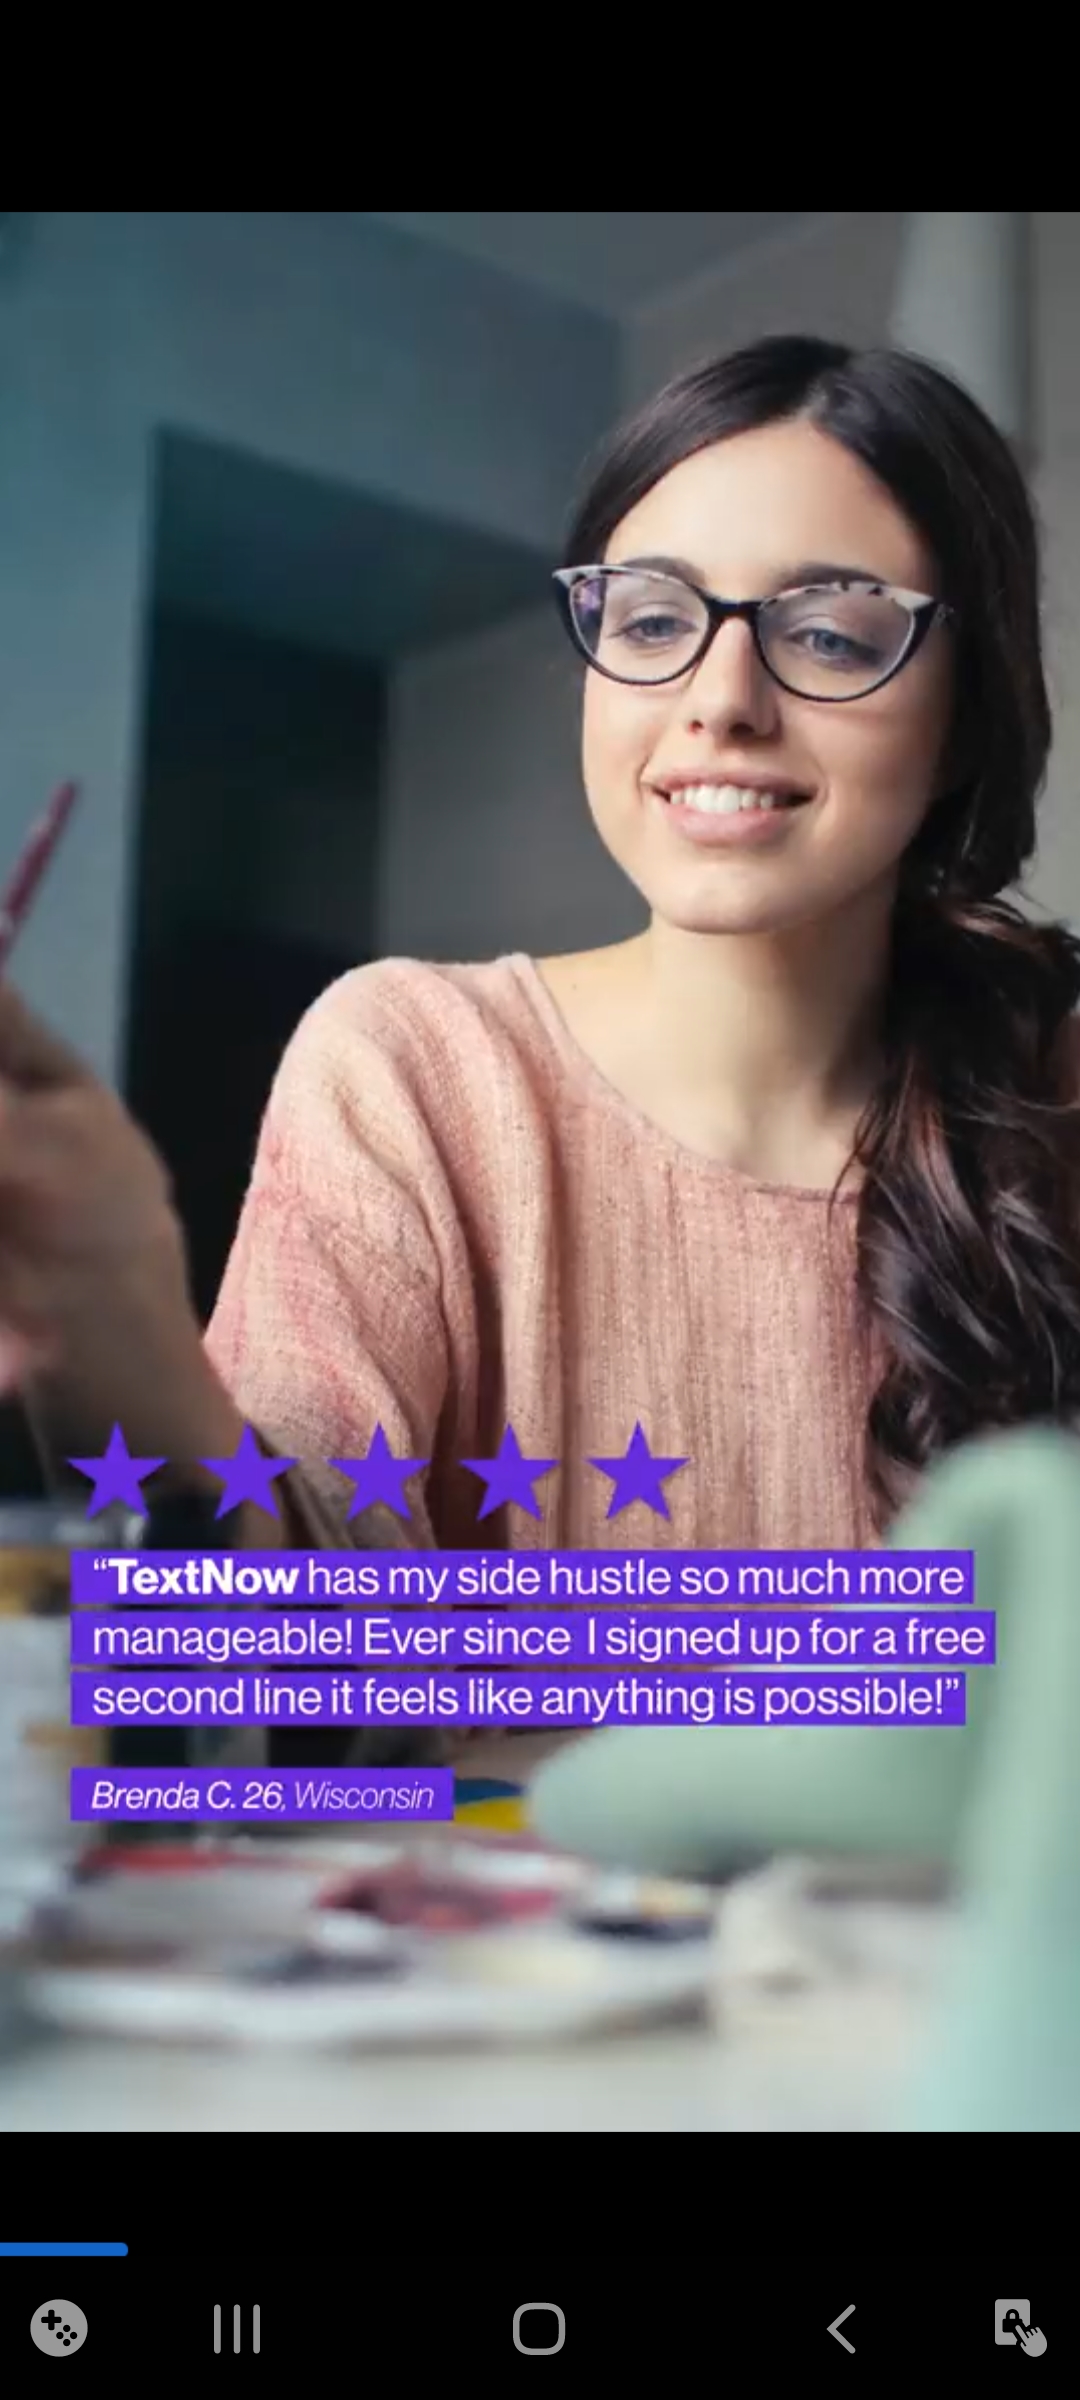 “TextNow has my side hustle so much more
manageable! Ever since I signed up for a free
second line it feels like anything is possible!”
Brenda C. 26, Wisconsin